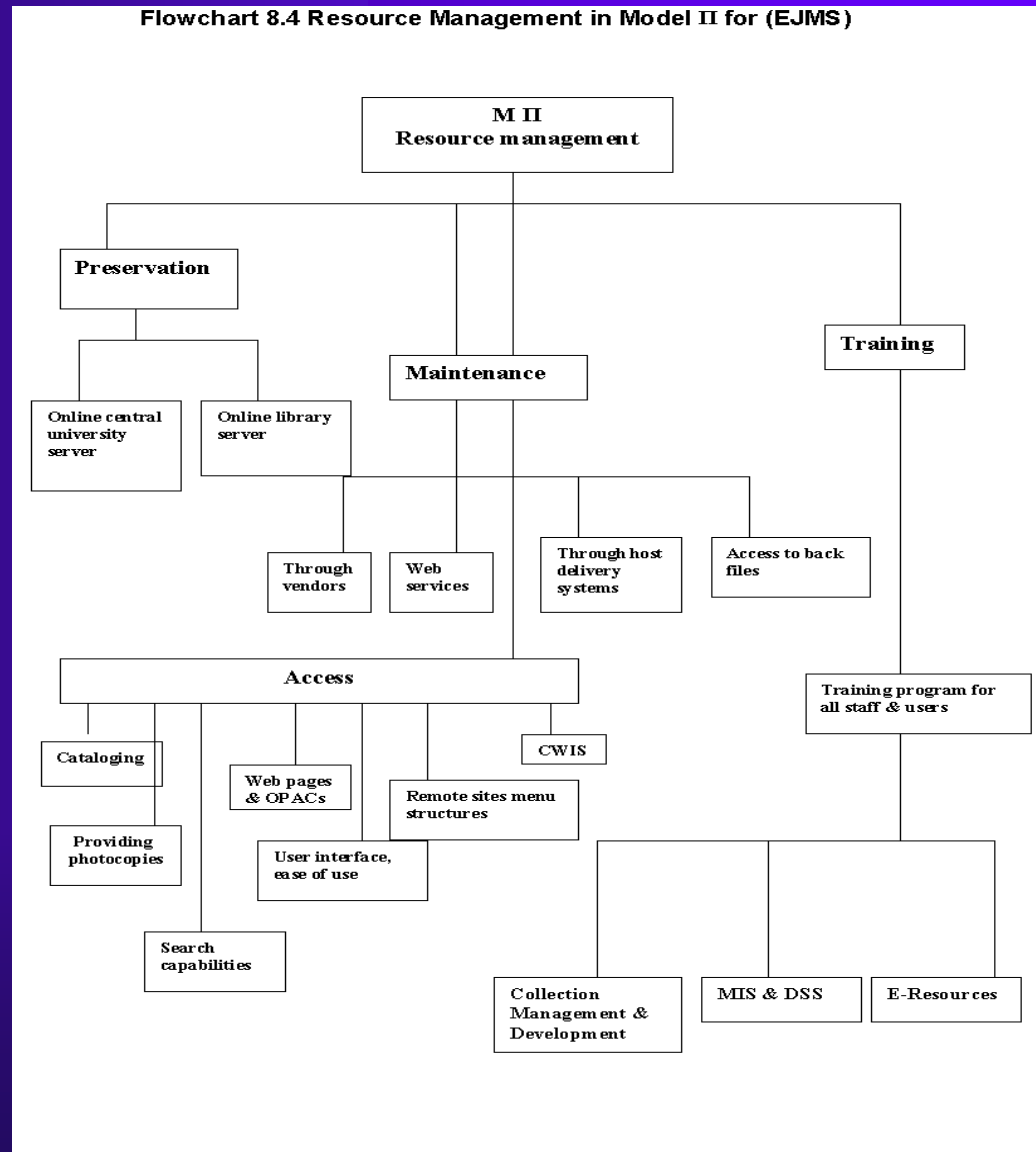 Flowchart 8.4 Resource Management in Model II for (EJMS)
M II
Resource management
Preservation
Training
Maintenance
Online central
university
server
Online library
server
Through
vendors
Web
services
Through host
delivery
systems
Access to back
files
Access
Training program for
all staff & users
Cataloging
CWIS
Web pages
& OPACs
Remote sites menu
structures
Providing
photocopies
User interface,
ease of use
Search
capabilities
Collection
Management &
Development
MIS & DSS
E-Resources